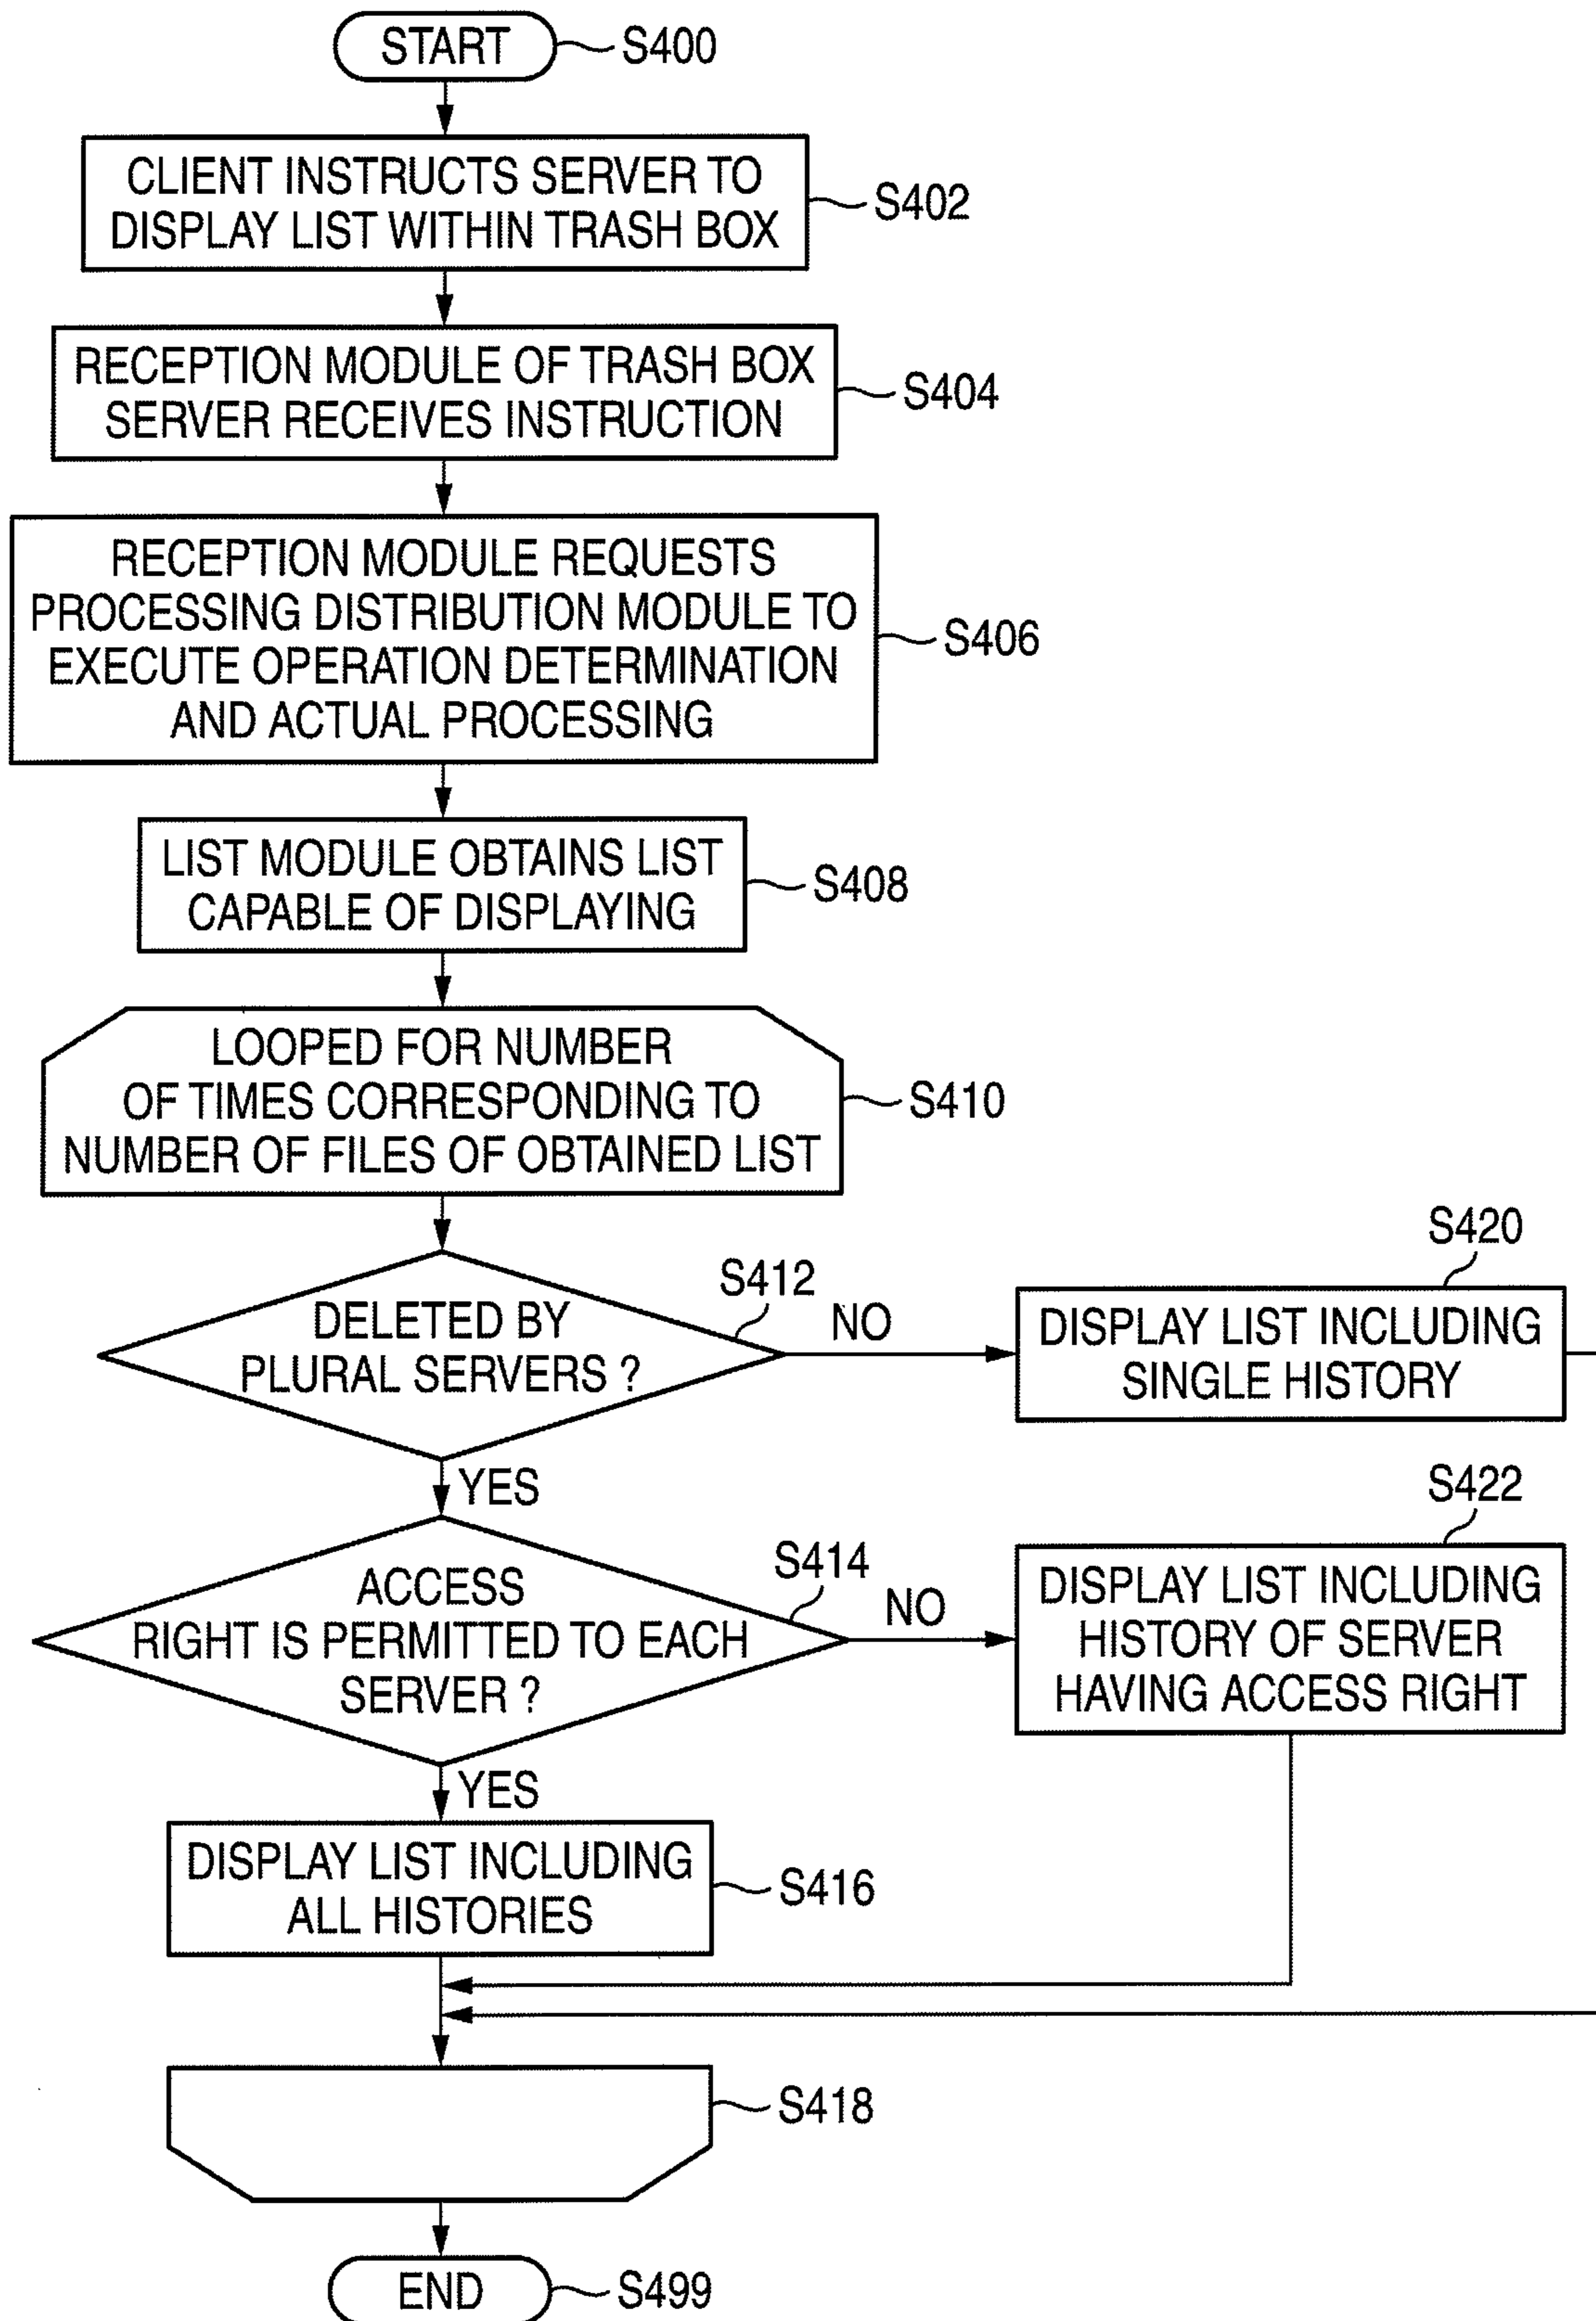 START
S400
CLIENT INSTRUCTS SERVER TO
DISPLAY LIST WITHIN TRASH BOX
S402
RECEPTION MODULE OF TRASH BOX
SERVER RECEIVES INSTRUCTION
S404
RECEPTION MODULE REQUESTS
PROCESSING DISTRIBUTION MODULE TO
EXECUTE OPERATION DETERMINATION
AND ACTUAL PROCESSING
S406
LIST MODULE OBTAINS LIST
CAPABLE OF DISPLAYING
S408
LOOPED FOR NUMBER
OF TIMES CORRESPONDING TO
NUMBER OF FILES OF OBTAINED LIST
S410
DELETED BY
PLURAL SERVERS ?
S412
NO
S420
DISPLAY LIST INCLUDING
SINGLE HISTORY
YES
ACCESS
RIGHT IS PERMITTED TO EACH
SERVER ?
S414
NO
S422
DISPLAY LIST INCLUDING
HISTORY OF SERVER
HAVING ACCESS RIGHT
YES
DISPLAY LIST INCLUDING
ALL HISTORIES
S416
S418
END
S499